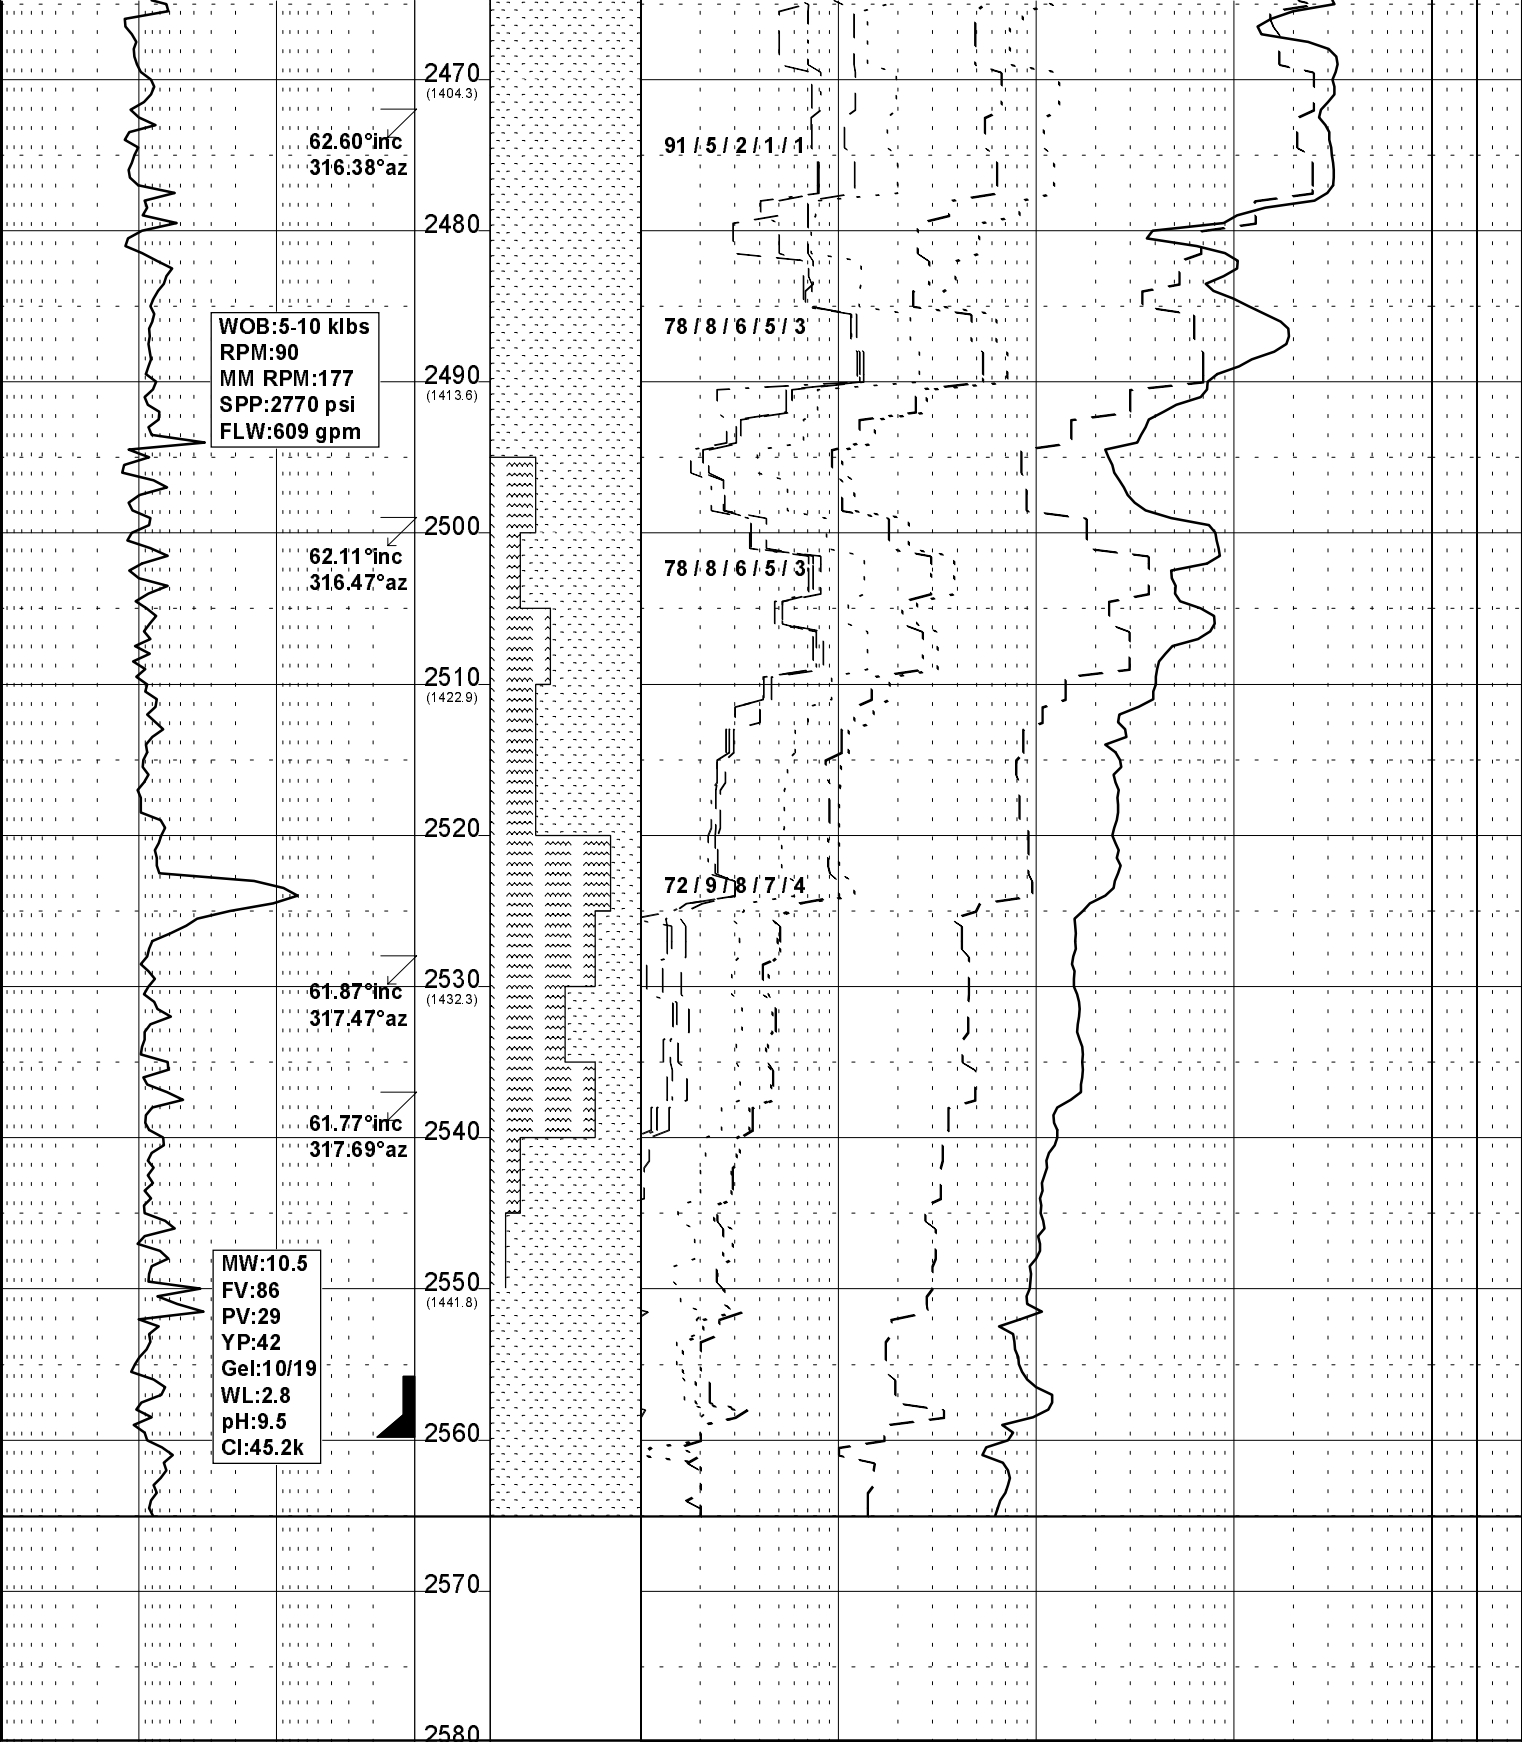 2470
(1404.3)
62.60°inc
316.38°az
91 / 5 / 2 / 1 / 1
2480
WOB:5-10 klbs
RPM:90
MM RPM:177
SPP:2770 psi
FLW:609 gpm
78 / 8 / 6 / 5 / 3
2490
(1413.6)
2500
62.11°inc
316.47°az
78 / 8 / 6 / 5 / 3
2510
(1422.9)
2520
72 / 9 / 8 / 7 / 4
2530
(1432.3)
61.87°inc
317.47°az
61.77°inc
317.69°az
2540
MW:10.5
FV:86
PV:29
YP:42
Gel:10/19
WL:2.8
pH:9.5
Cl:45.2k
2550
(1441.8)
2560
2570
2580